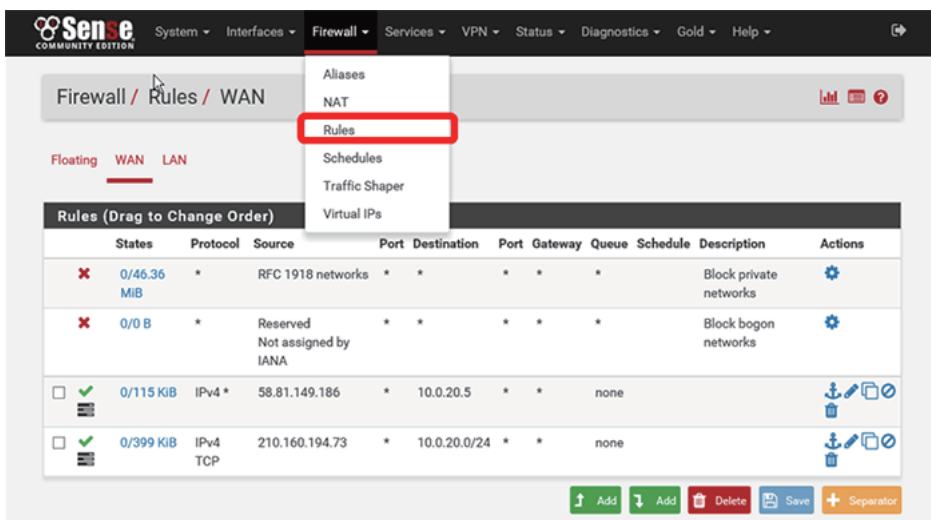 Sense
COMMUNITY EDITION
System Interfaces Firewall Services VPN Status Diagnostics Gold Help
Aliases
NAT
Rules
Schedules
Traffic Shaper
Virtual IPs
Firewall / Rules / WAN
Floating WAN LAN
Rules (Drag to Change Order)
States Protocol Source Port Destination Port Gateway Queue Schedule Description Actions
0/46.36 * RFC 1918 networks * * * * * Block private
MiB networks
0/0 B * Reserved * * * * * Block bogon
Not assigned by networks
IANA
0/115 KiB IPv4 * 58.81.149.186 * 10.0.20.5 * * none
0/399 KiB IPv4 210.160.194.73 * 10.0.20.0/24 * * none
TCP
Add Add Delete Save Separator